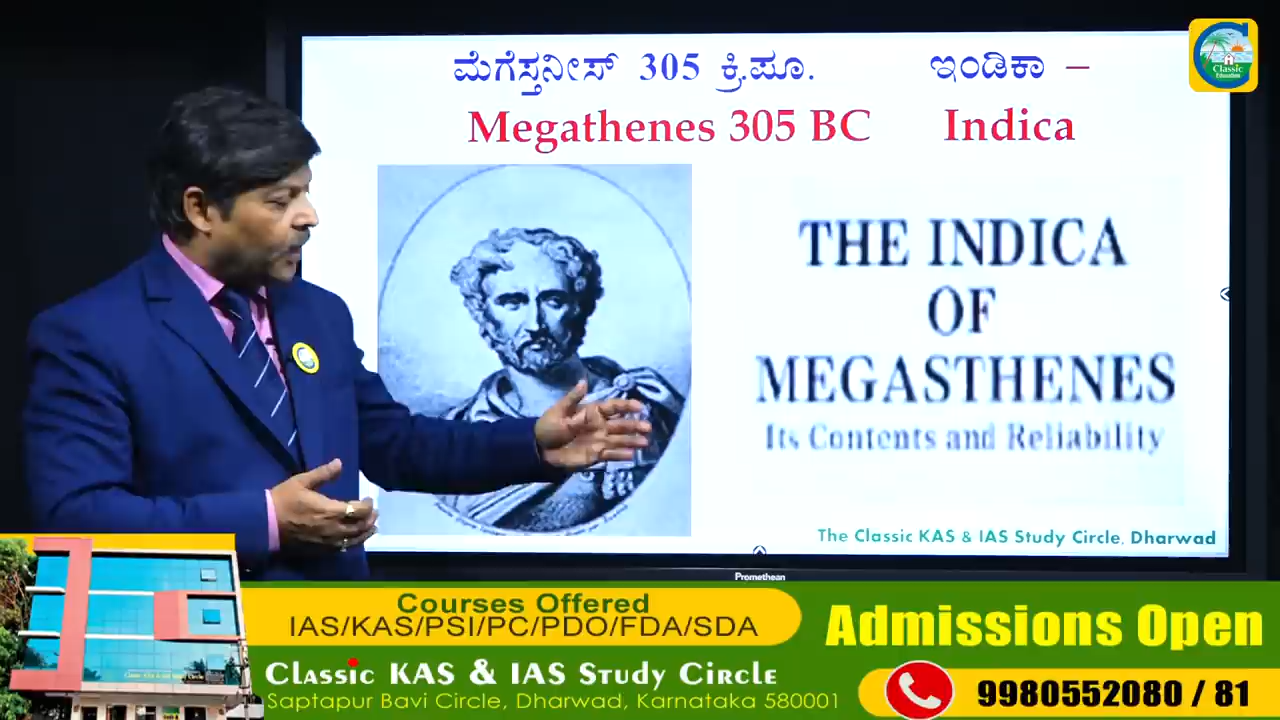 ಮೆಗೆಸ್ತನೀಸ್ 305 ಕ್ರಿ.ಪೂ. ಇಂಡಿಕಾ –
Megathenes 305 BC Indica
Classic
Education
THE INDICA
OF
MEGASTHENES
Its Contents and Reliability
The Classic KAS & IAS Study Circle, Dharwad
Promethean
Courses Offered
IAS/KAS/PSI/PC/PDO/FDA/SDA
Admissions Open
Classic KAS & IAS Study Circle
Saptapur Bavi Circle, Dharwad, Karnataka 580001
9980552080 / 81